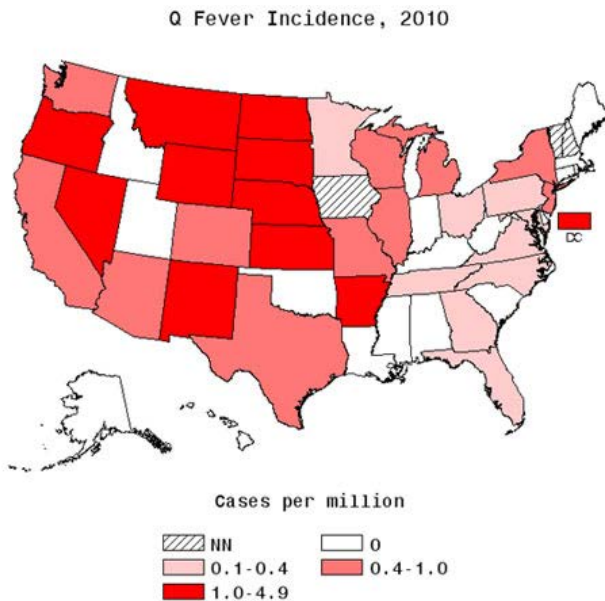 Q Fever Incidence, 2010
DC
Cases per million
NN
0
0.1-0.4
0.4-1.0
1.0-4.9